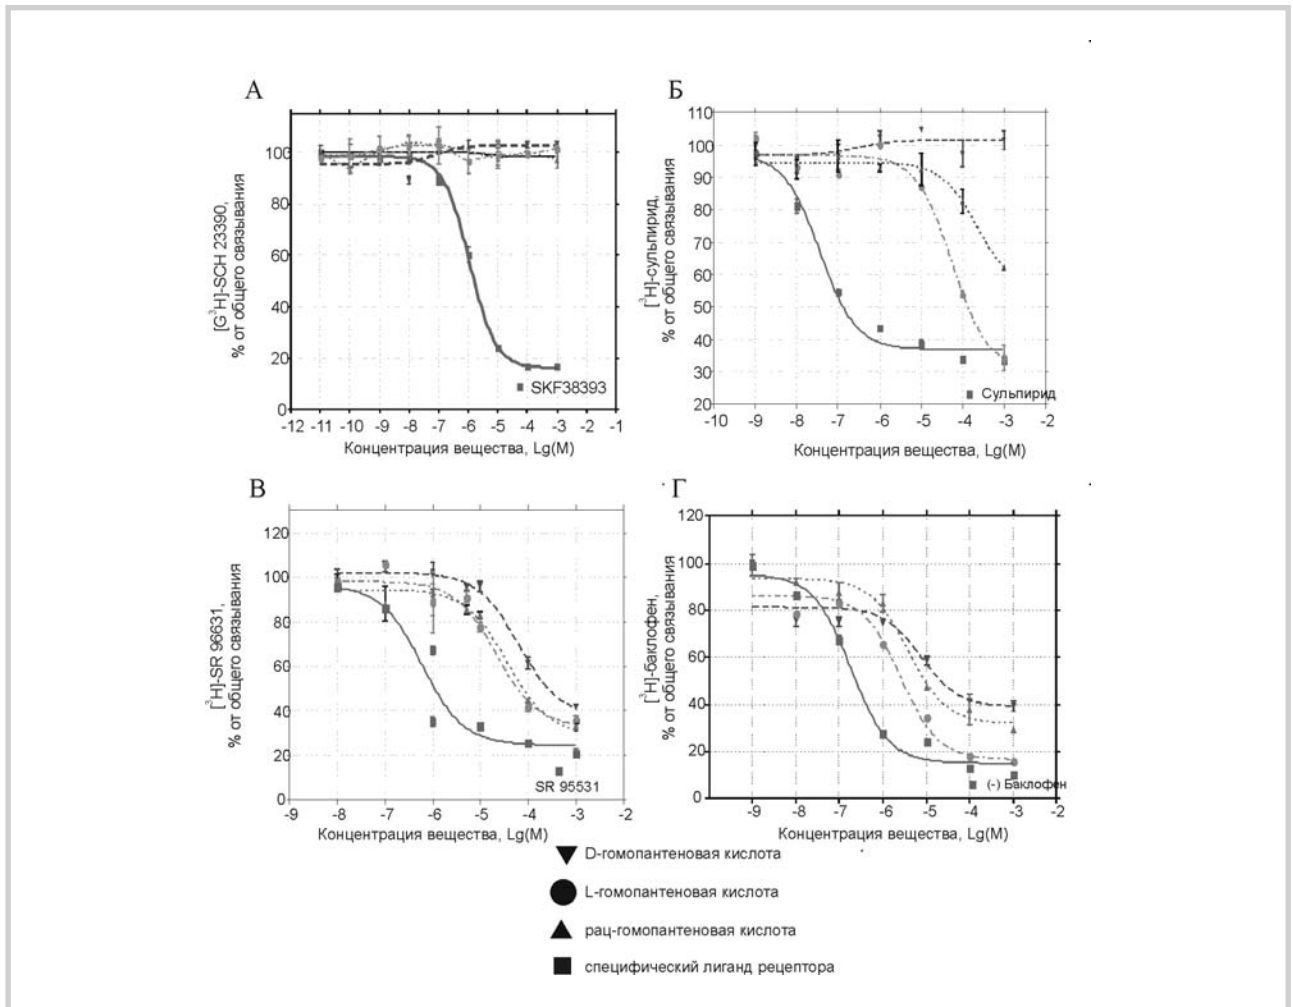 А
[G³H]-SCH 23390,
% от общего связывания
100
80
60
40
20
0
-12 -11 -10 -9 -8 -7 -6 -5 -4 -3 -2 -1
Концентрация вещества, Lg(M)
SKF38393
Б
[³H]-сульпирид,
% от общего связывания
110
100
90
80
70
60
50
40
30
20
-10 -9 -8 -7 -6 -5 -4 -3 -2
Концентрация вещества, Lg(M)
Сульпирид
В
[³H]-SR 96631,
% от общего связывания
120
100
80
60
40
20
0
-9 -8 -7 -6 -5 -4 -3 -2
Концентрация вещества, Lg(M)
SR 95531
Г
[³H]-баклофен,
% от общего связывания
120
100
80
60
40
20
0
-9 -8 -7 -6 -5 -4 -3 -2
Концентрация вещества, Lg(M)
(-) Баклофен
D-гомопантеновая кислота
L-гомопантеновая кислота
рац-гомопантеновая кислота
специфический лиганд рецептора